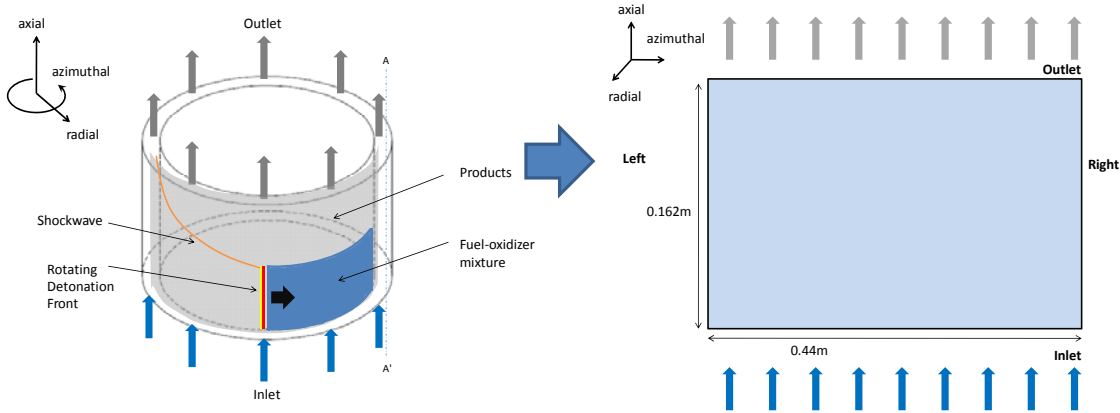 axial
azimuthal
radial
Outlet
A
Products
Shockwave
Fuel-oxidizer
mixture
Rotating
Detonation
Front
A'
Inlet
axial
azimuthal
radial
Outlet
Left
Right
0.162m
0.44m
Inlet